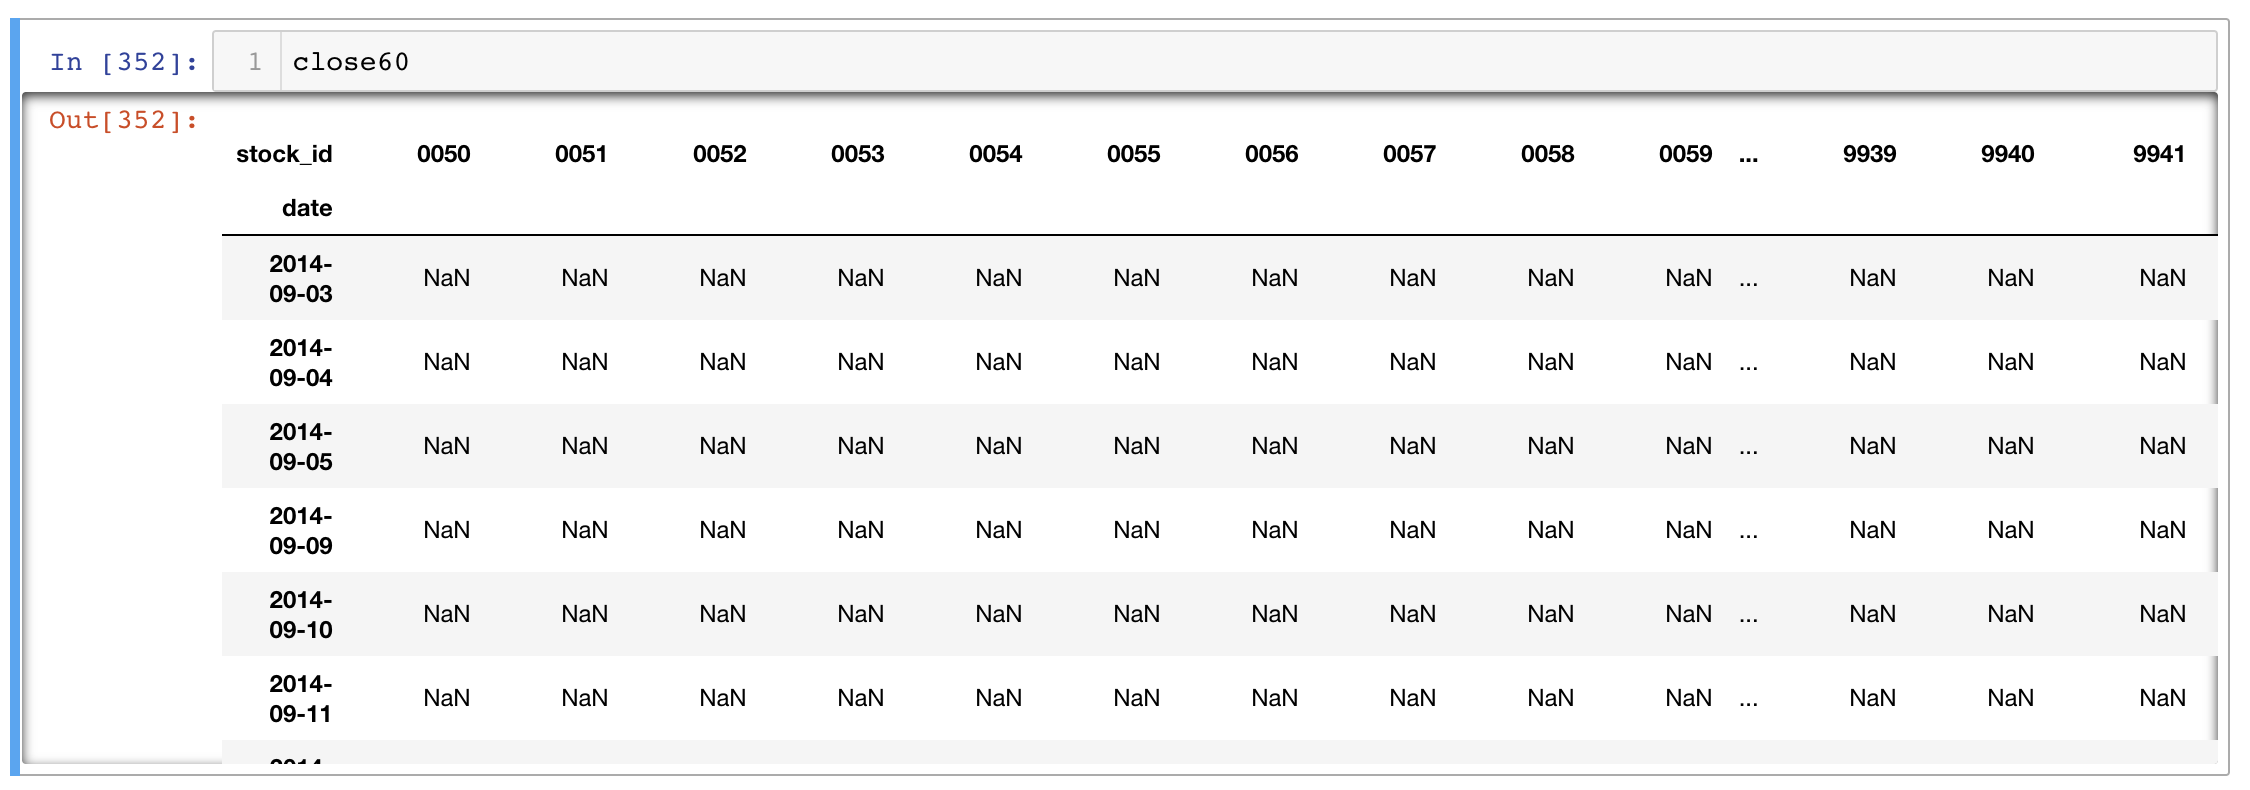 In [352]: 1 close60
Out[352]:
stock_id 0050 0051 0052 0053 0054 0055 0056 0057 0058 0059 ... 9939 9940 9941
date
2014-
09-03 NaN NaN NaN NaN NaN NaN NaN NaN NaN NaN ... NaN NaN NaN
2014-
09-04 NaN NaN NaN NaN NaN NaN NaN NaN NaN NaN ... NaN NaN NaN
2014-
09-05 NaN NaN NaN NaN NaN NaN NaN NaN NaN NaN ... NaN NaN NaN
2014-
09-09 NaN NaN NaN NaN NaN NaN NaN NaN NaN NaN ... NaN NaN NaN
2014-
09-10 NaN NaN NaN NaN NaN NaN NaN NaN NaN NaN ... NaN NaN NaN
2014-
09-11 NaN NaN NaN NaN NaN NaN NaN NaN NaN NaN ... NaN NaN NaN